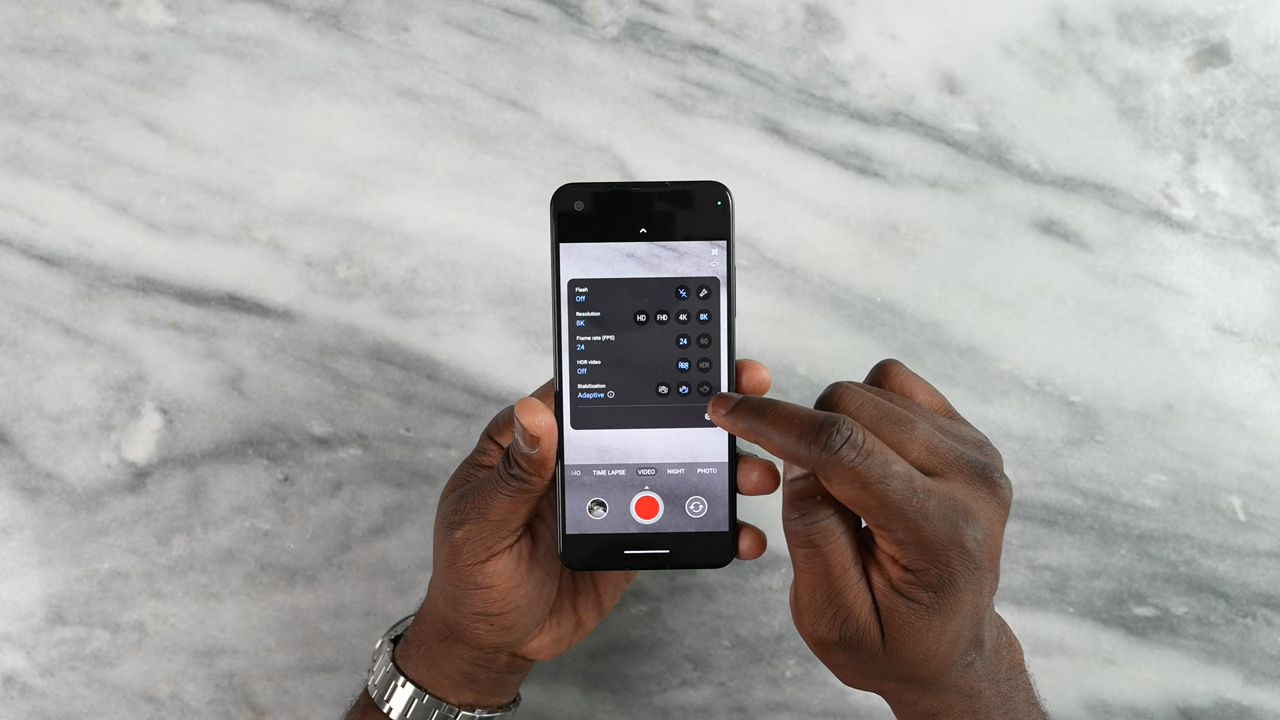 Flash
Off
Resolution
8K
HD FHD 4K 8K
Frame rate (FPS)
24
24 60
HDR video
Off
HDR HDR
Stabilization
Adaptive
MO TIME LAPSE VIDEO NIGHT PHOTO